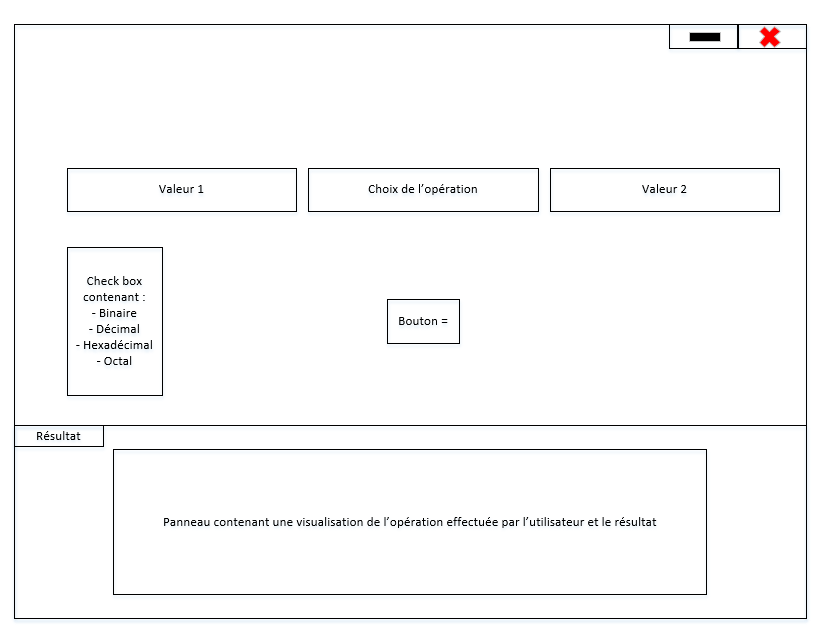 Valeur 1
Choix de l’opération
Valeur 2
Check box
contenant :
- Binaire
- Décimal
- Hexadécimal
- Octal
Bouton =
Résultat
Panneau contenant une visualisation de l’opération effectuée par l’utilisateur et le résultat